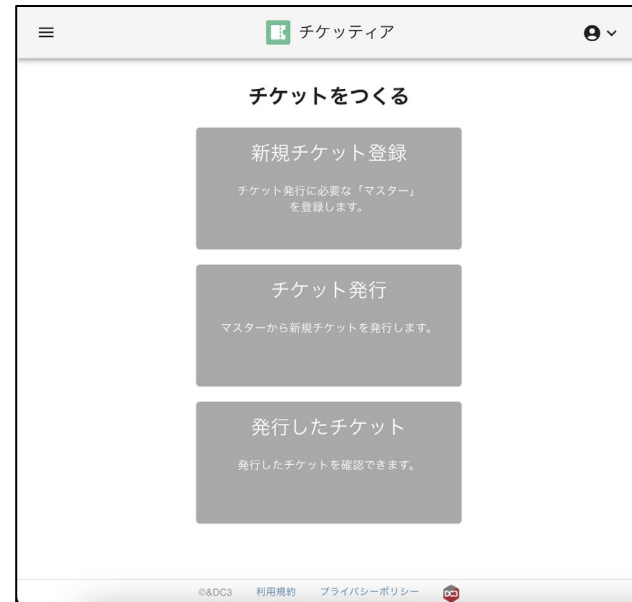 チケッティア
チケットをつくる
新規チケット登録
チケット発行に必要な「マスター」
を登録します。
チケット発行
マスターから新規チケットを発行します。
発行したチケット
発行したチケットを確認できます。
©&DC3 利用規約 プライバシーポリシー DC3